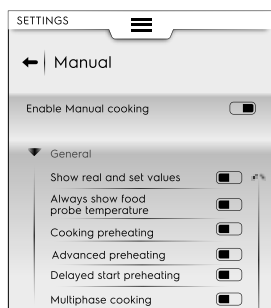 SETTINGS
Manual
Enable Manual cooking
General
Show real and set values
Always show food
probe temperature
Cooking preheating
Advanced preheating
Delayed start preheating
Multiphase cooking